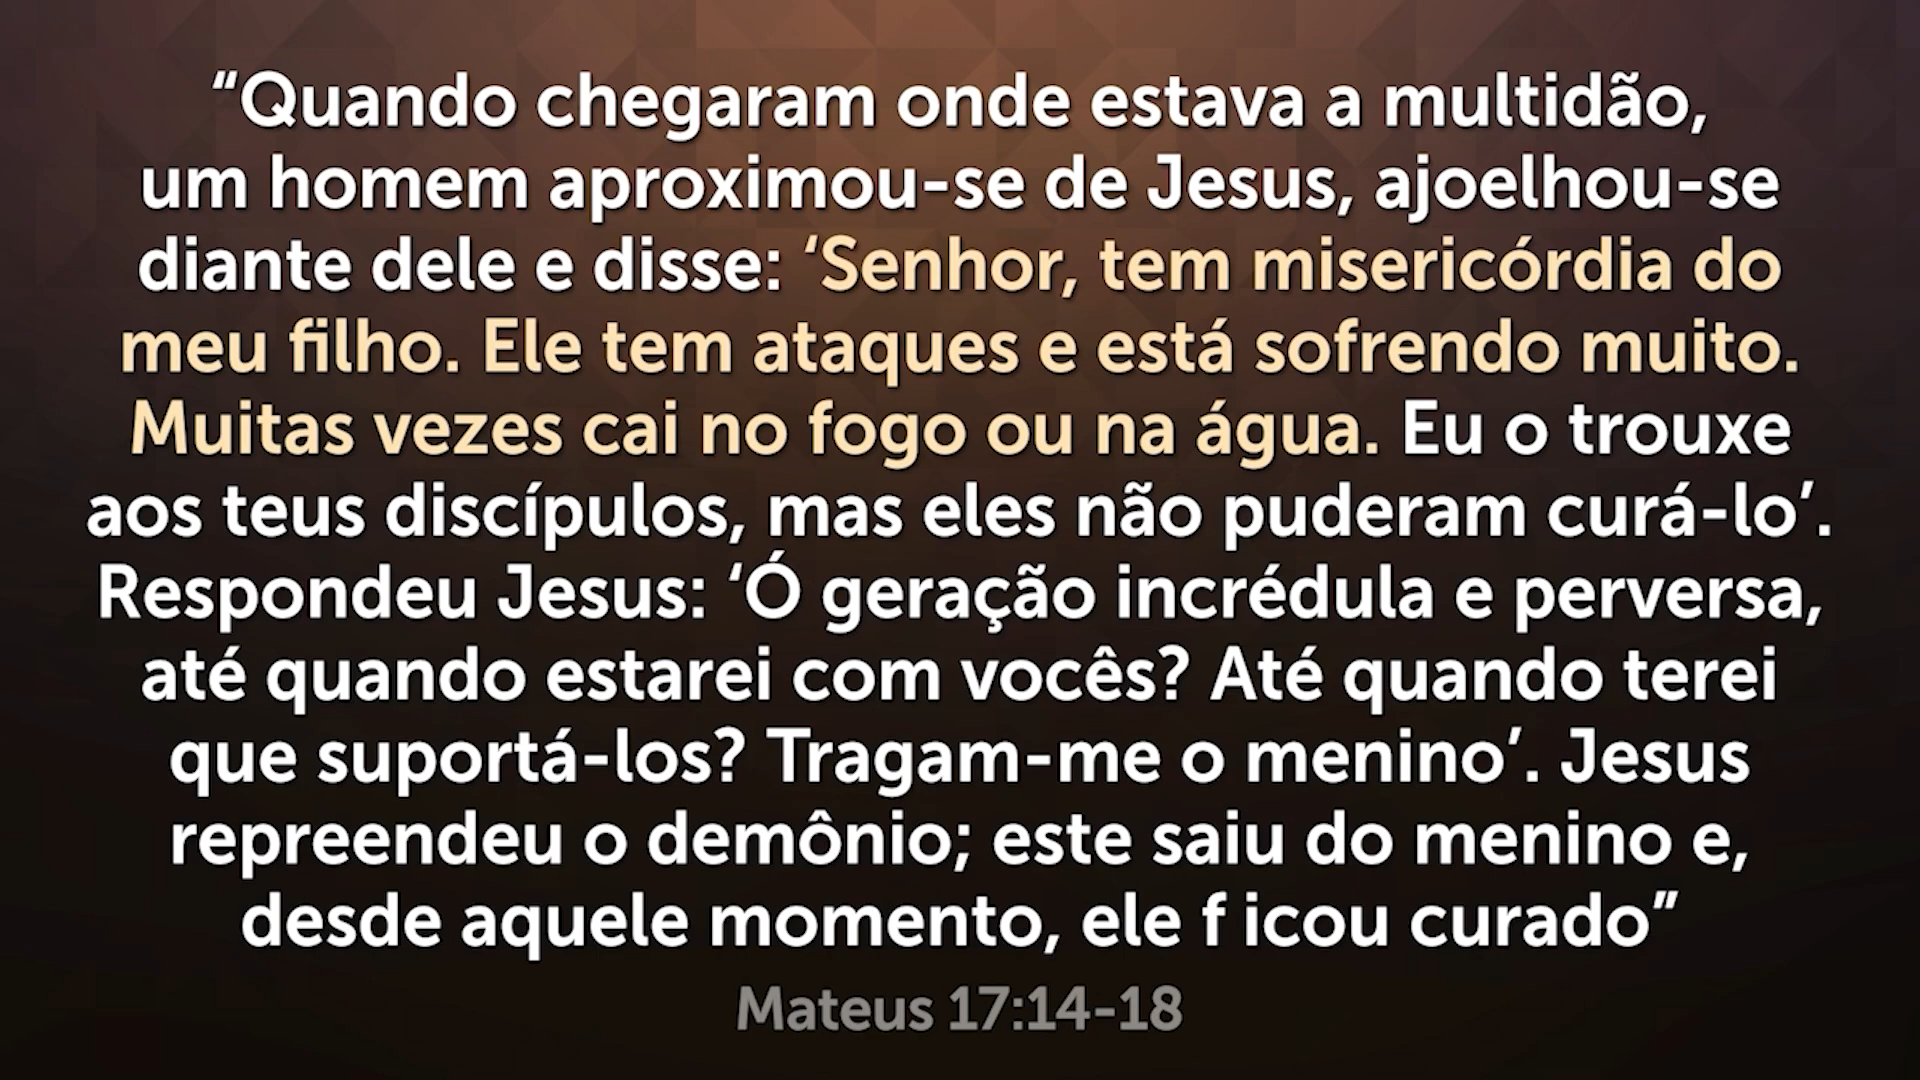 “Quando chegaram onde estava a multidão,
um homem aproximou-se de Jesus, ajoelhou-se
diante dele e disse: ‘Senhor, tem misericórdia do
meu filho. Ele tem ataques e está sofrendo muito.
Muitas vezes cai no fogo ou na água. Eu o trouxe
aos teus discípulos, mas eles não puderam curá-lo’.
Respondeu Jesus: ‘Ó geração incrédula e perversa,
até quando estarei com vocês? Até quando terei
que suportá-los? Tragam-me o menino’. Jesus
repreendeu o demônio; este saiu do menino e,
desde aquele momento, ele f icou curado”
Mateus 17:14-18